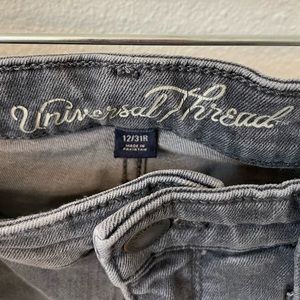 Universal Thread
12/31R
MADE IN
PAKISTAN